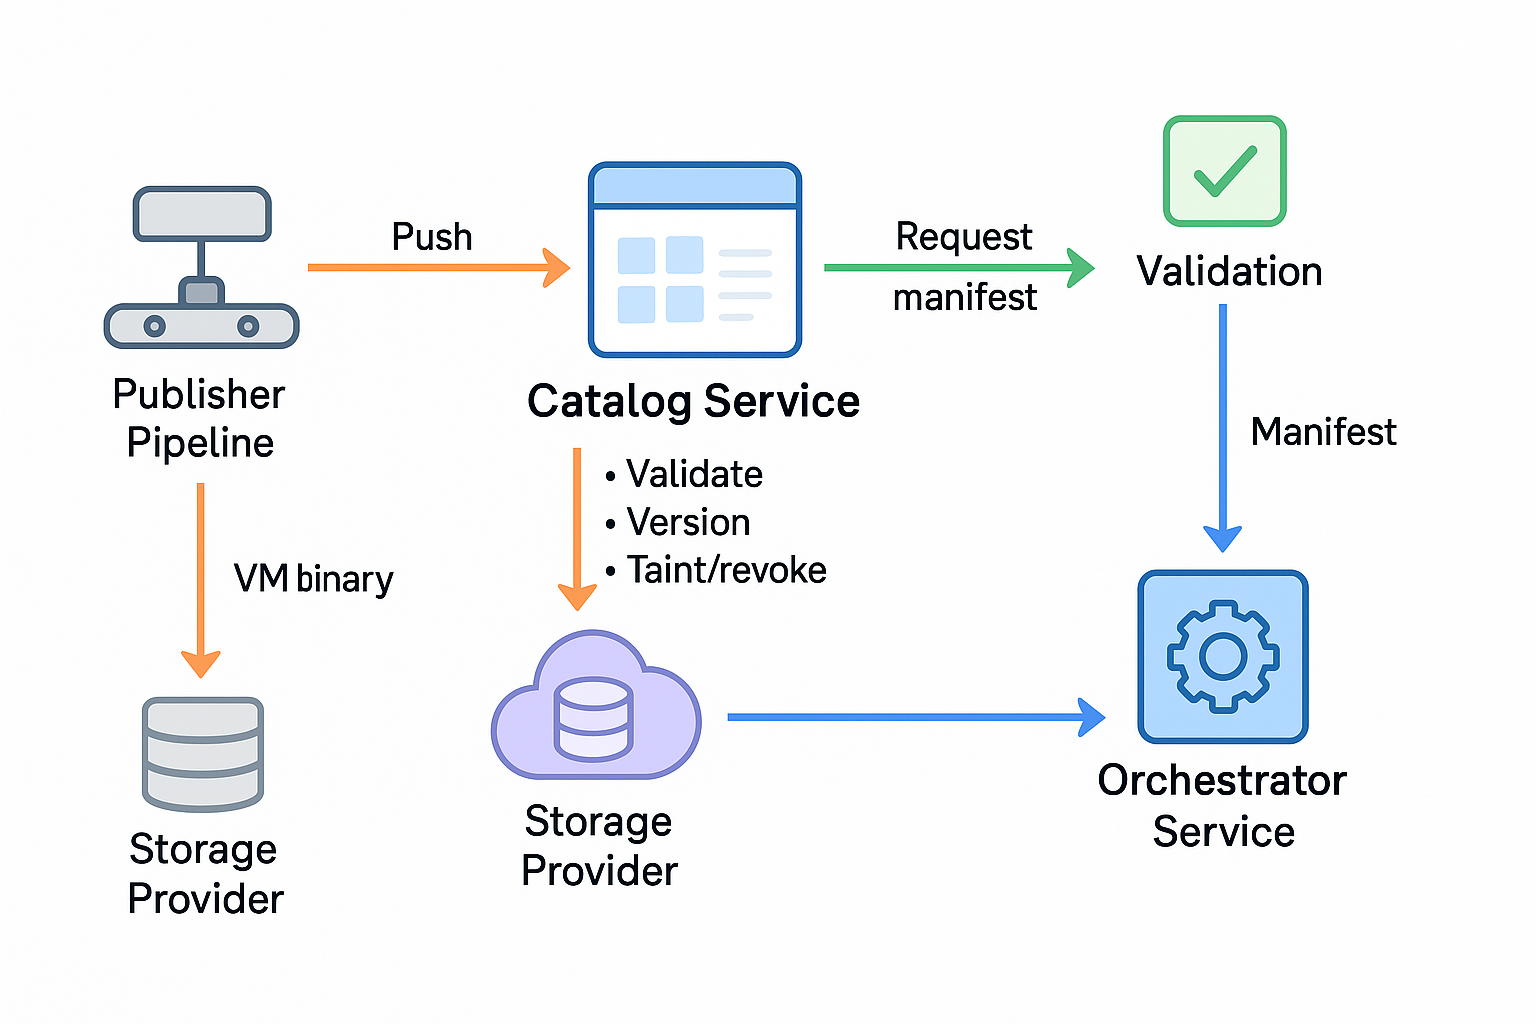 Push
Request
manifest
Validation
Publisher
Pipeline
Catalog Service
Manifest
• Validate
• Version
• Taint/revoke
VM binary
Storage
Provider
Storage
Provider
Orchestrator
Service